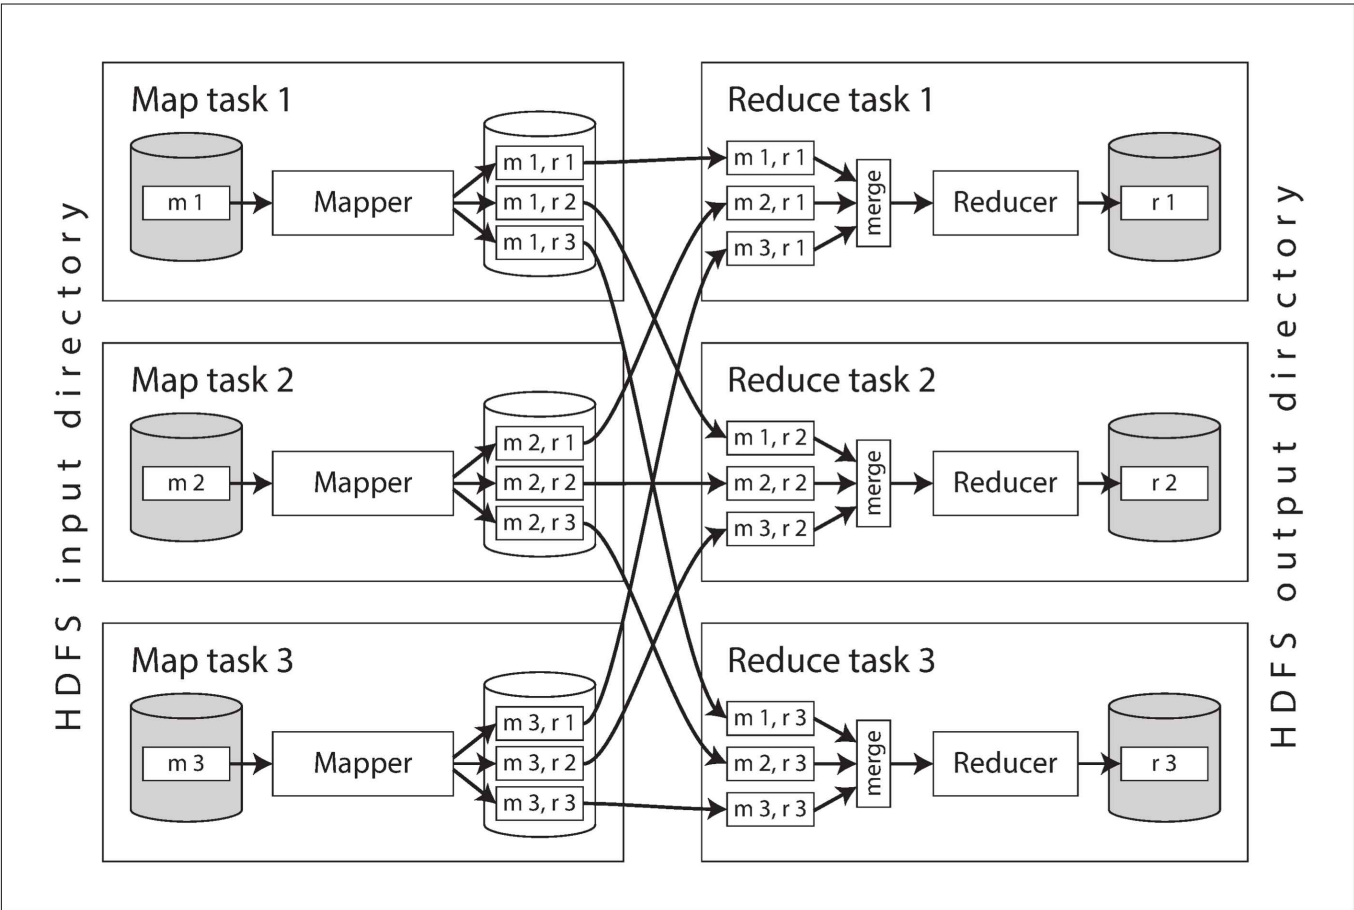 HDFS input directory
Map task 1
m 1
Mapper
m 1, r 1
m 1, r 2
m 1, r 3
Map task 2
m 2
Mapper
m 2, r 1
m 2, r 2
m 2, r 3
Map task 3
m 3
Mapper
m 3, r 1
m 3, r 2
m 3, r 3
Reduce task 1
m 1, r 1
m 2, r 1
m 3, r 1
merge
Reducer
r 1
Reduce task 2
m 1, r 2
m 2, r 2
m 3, r 2
merge
Reducer
r 2
Reduce task 3
m 1, r 3
m 2, r 3
m 3, r 3
merge
Reducer
r 3
HDFS output directory